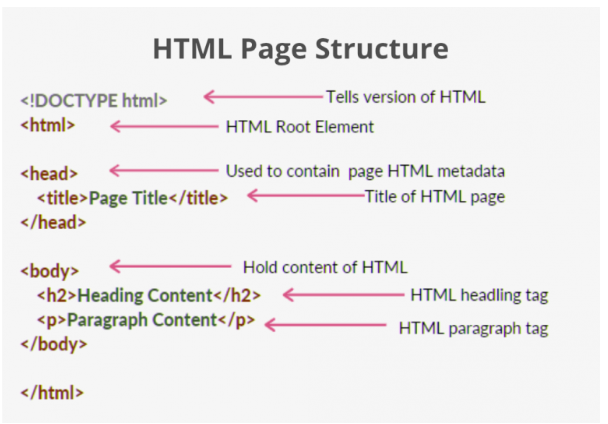 HTML Page Structure
<!DOCTYPE html> Tells version of HTML
<html> HTML Root Element
<head> Used to contain page HTML metadata
<title>Page Title</title> Title of HTML page
</head>
<body> Hold content of HTML
<h2>Heading Content</h2> HTML headling tag
<p>Paragraph Content</p> HTML paragraph tag
</body>
</html>